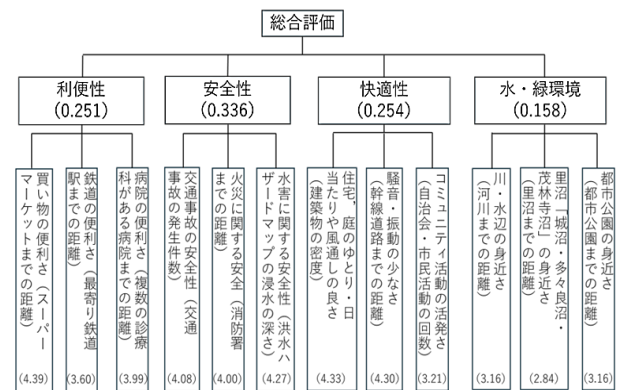 総合評価
利便性
(0.251)
安全性
(0.336)
快適性
(0.254)
水・緑環境
(0.158)
買い物の便利さ（スーパー
マーケットまでの距離）
(4.39)
鉄道の便利さ（最寄り鉄道
駅までの距離）
(3.60)
病院の便利さ（複数の診療
科がある病院までの距離）
(3.99)
交通事故の安全性（交通
事故の発生件数）
(4.08)
火災に関する安全（消防署
までの距離）
(4.00)
水害に関する安全性（洪水ハ
ザードマップの浸水の深さ）
(4.27)
住宅，庭のゆとり・日
当たりや風通しの良さ
（建築物の密度）
(4.33)
騒音・振動の少なさ
（幹線道路までの距離）
(4.30)
コミュニティ活動の活発さ
（自治会・市民活動の回数）
(3.21)
川・水辺の身近さ
（河川までの距離）
(3.16)
里沼「城沼・多々良沼・
茂林寺沼」の身近さ
（里沼までの距離）
(2.84)
都市公園の身近さ
（都市公園までの距離）
(3.16)